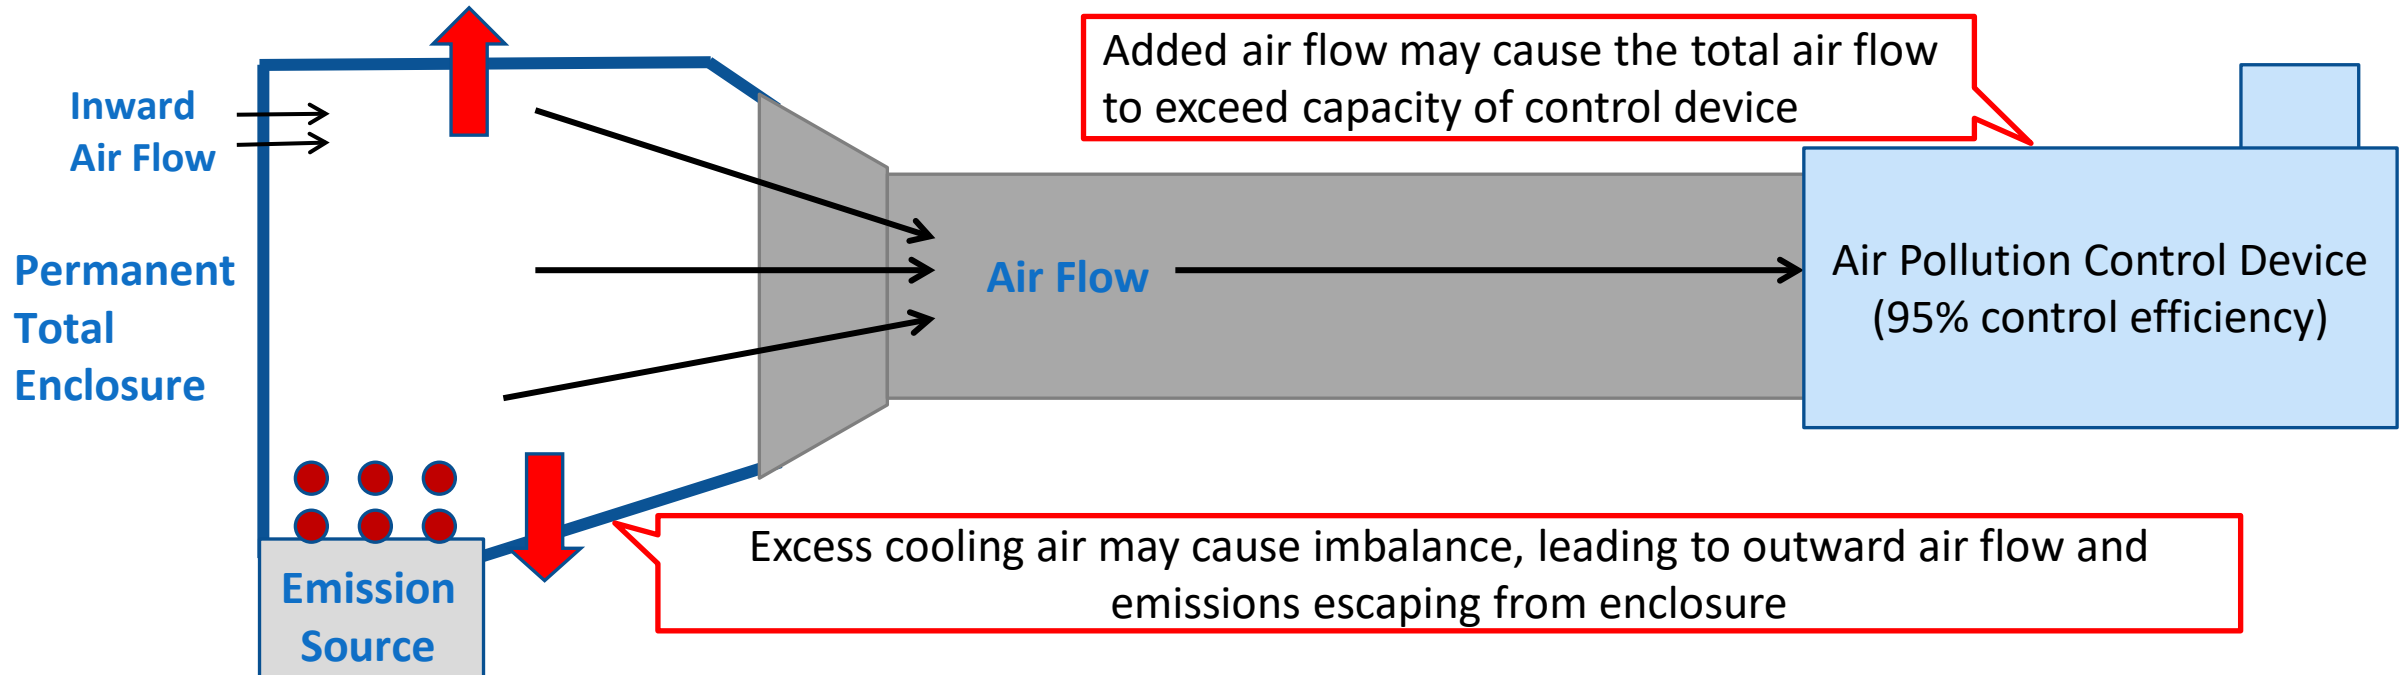 Added air flow may cause the total air flow
to exceed capacity of control device
Inward
Air Flow
Permanent
Total
Enclosure
Air Flow
Air Pollution Control Device
(95% control efficiency)
Excess cooling air may cause imbalance, leading to outward air flow and
emissions escaping from enclosure
Emission
Source